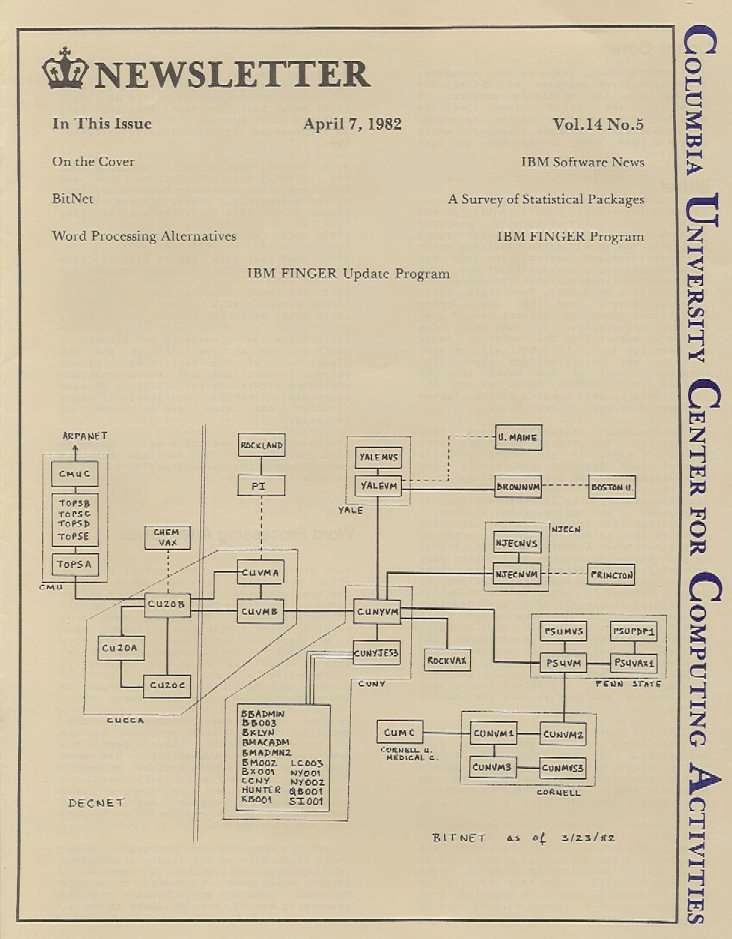 NEWSLETTER
In This Issue
April 7, 1982
Vol.14 No.5
On the Cover
IBM Software News
BitNet
A Survey of Statistical Packages
Word Processing Alternatives
IBM FINGER Program
IBM FINGER Update Program
COLUMBIA UNIVERSITY CENTER FOR COMPUTING ACTIVITIES
ARPANET
CMUC
TOPSB
TOPSC
TOPSD
TOPSE
TOPSA
CMU
CHEM
VAX
CU20B
CU20A
CU20C
CUCCA
DECNET
ROCKLAND
PI
CUVMA
CUVMB
YALEMVS
YALEVM
YALE
U. MAINE
BROWNVM
BOSTON U.
NJECN
NJECNVS
NJECNVM
PRINCTON
CUNYVM
CUNYJES3
CUNY
ROCKVAX
PSUMVS
PSUPDP1
PSUVM
PSUVAX1
PENN STATE
BBADMIN
BB003
BKLYN
BMACADM
BMADMN2
BM002 LC003
BX001 NY001
CCNY NY002
HUNTER QB001
KB001 SI001
CUMC
CORNELL U.
MEDICAL C.
CUNVM1
CUNVM2
CUNVM3
CUNMVS3
CORNELL
BITNET as of 3/23/82